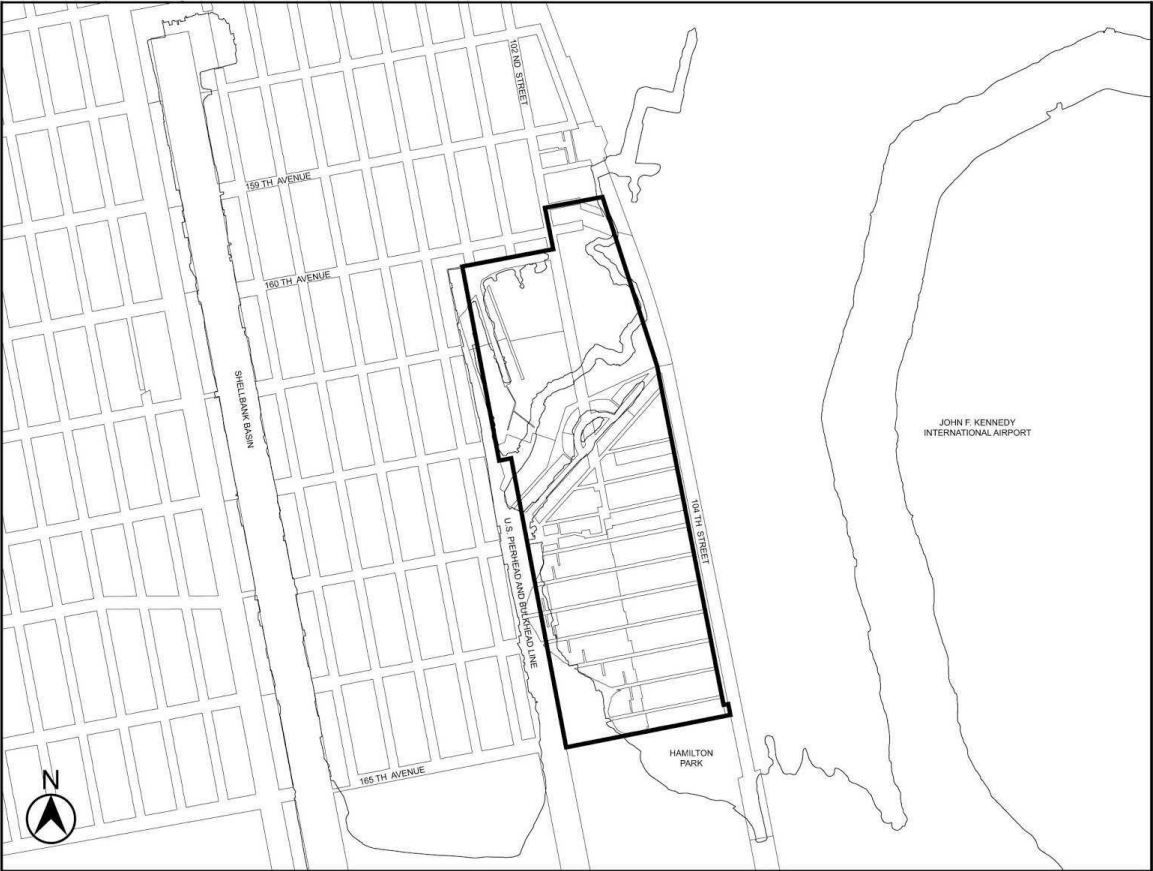 102 ND STREET
159 TH AVENUE
160 TH AVENUE
SHELLBANK BASIN
JOHN F. KENNEDY
INTERNATIONAL AIRPORT
104 TH STREET
U.S. PIERHEAD AND BULKHEAD LINE
HAMILTON
PARK
165 TH AVENUE
N